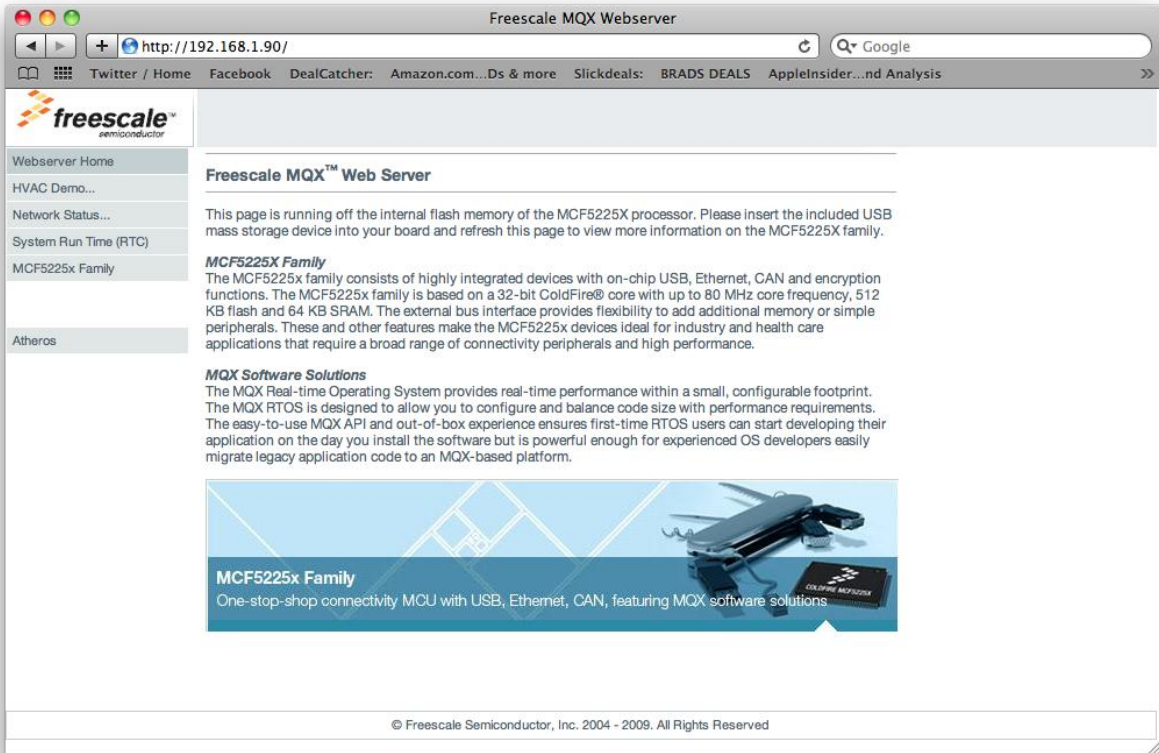 Freescale MQX Webserver
http://192.168.1.90/
Google
Twitter / Home Facebook DealCatcher: Amazon.com...Ds & more Slickdeals: BRADS DEALS AppleInsider...nd Analysis
freescale™
semiconductor
Webserver Home
HVAC Demo...
Network Status...
System Run Time (RTC)
MCF5225x Family
Atheros
Freescale MQX™ Web Server
This page is running off the internal flash memory of the MCF5225X processor. Please insert the included USB
mass storage device into your board and refresh this page to view more information on the MCF5225X family.
MCF5225X Family
The MCF5225x family consists of highly integrated devices with on-chip USB, Ethernet, CAN and encryption
functions. The MCF5225x family is based on a 32-bit ColdFire® core with up to 80 MHz core frequency, 512
KB flash and 64 KB SRAM. The external bus interface provides flexibility to add additional memory or simple
peripherals. These and other features make the MCF5225x devices ideal for industry and health care
applications that require a broad range of connectivity peripherals and high performance.
MQX Software Solutions
The MQX Real-time Operating System provides real-time performance within a small, configurable footprint.
The MQX RTOS is designed to allow you to configure and balance code size with performance requirements.
The easy-to-use MQX API and out-of-box experience ensures first-time RTOS users can start developing their
application on the day you install the software but is powerful enough for experienced OS developers easily
migrate legacy application code to an MQX-based platform.
MCF5225x Family
One-stop-shop connectivity MCU with USB, Ethernet, CAN, featuring MQX software solutions
COLDFIRE MCF5225X
© Freescale Semiconductor, Inc. 2004 - 2009. All Rights Reserved